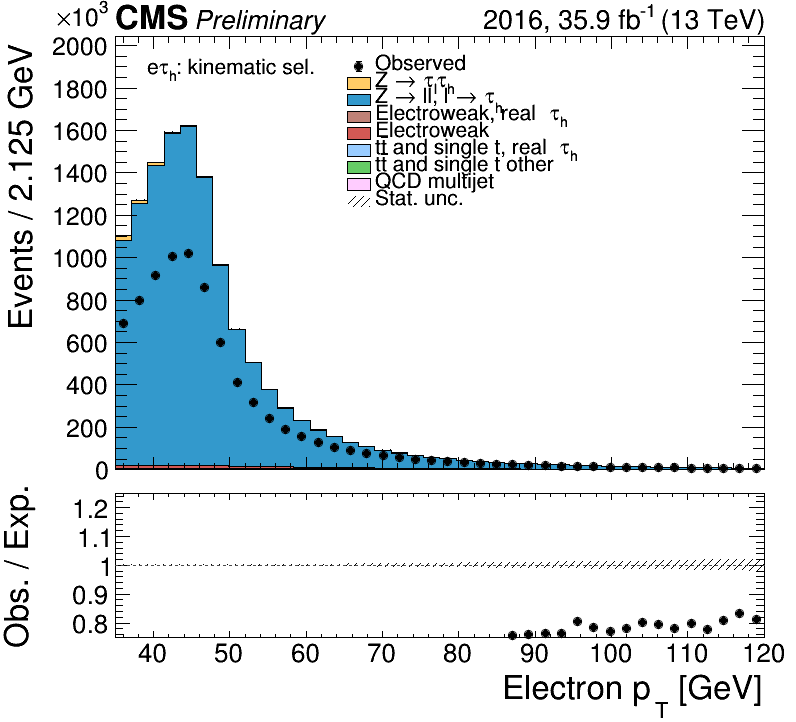 ×10³ CMS Preliminary 2016, 35.9 fb⁻¹ (13 TeV)
eτh: kinematic sel.
Observed
Z → τlτh
Z → ll, l → τh
Electroweak, real τh
Electroweak
tt̄ and single t, real τh
tt̄ and single t other
QCD multijet
Stat. unc.
Events / 2.125 GeV
2000
1800
1600
1400
1200
1000
800
600
400
200
0
Obs. / Exp.
1.2
1.1
1
0.9
0.8
40 50 60 70 80 90 100 110 120
Electron pT [GeV]